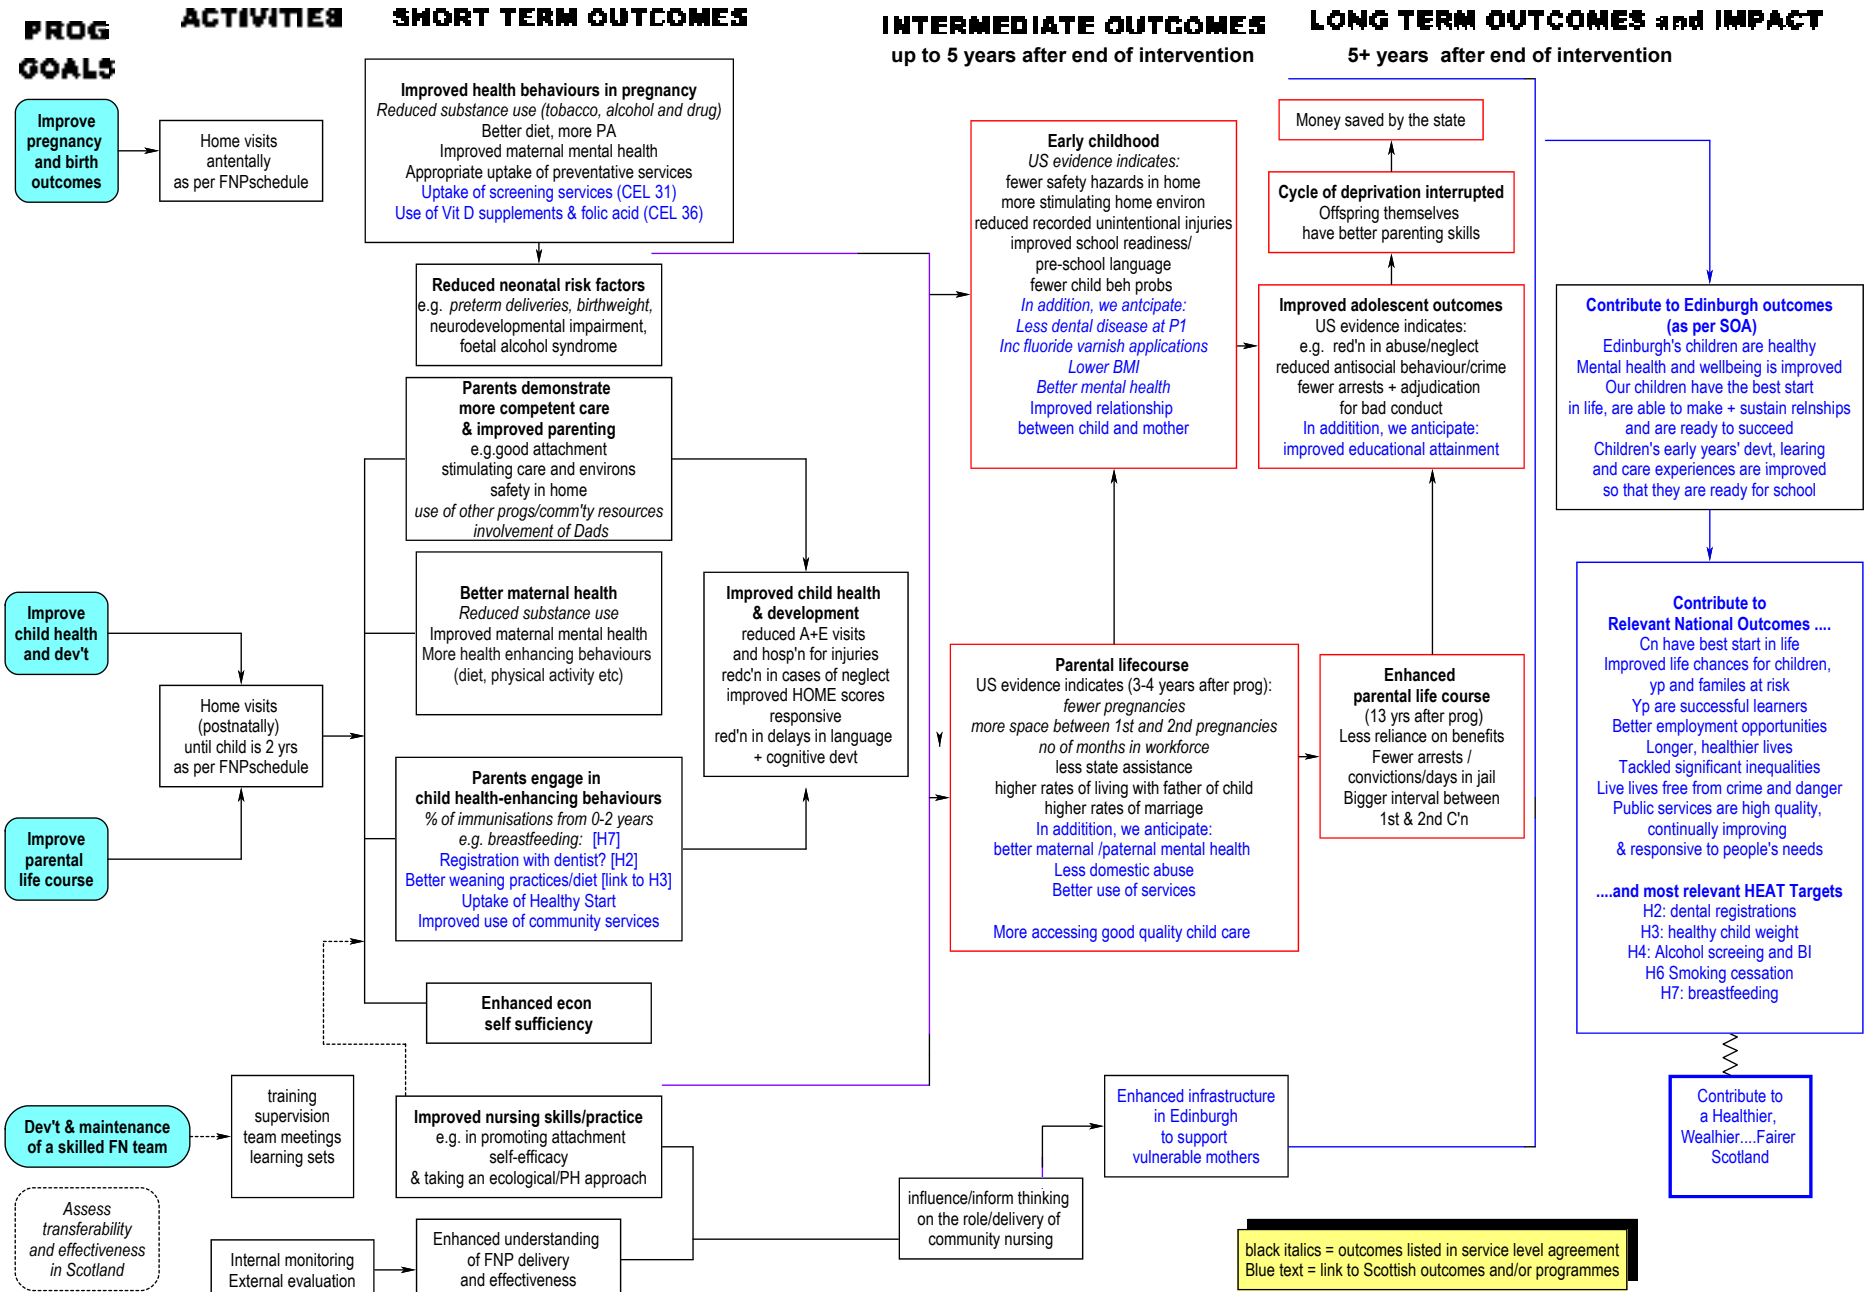 PROG
GOALS
ACTIVITIES
SHORT TERM OUTCOMES
INTERMEDIATE OUTCOMES
up to 5 years after end of intervention
LONG TERM OUTCOMES and IMPACT
5+ years  after end of intervention
Improve
pregnancy
and birth
outcomes
Home visits
antentally
as per FNPschedule
Improved health behaviours in pregnancy
Reduced substance use (tobacco, alcohol and drug)
Better diet, more PA
Improved maternal mental health
Appropriate uptake of preventative services
Uptake of screening services (CEL 31)
Use of Vit D supplements & folic acid (CEL 36)
Reduced neonatal risk factors
e.g. preterm deliveries, birthweight,
neurodevelopmental impairment,
foetal alcohol syndrome
Parents demonstrate
more competent care
& improved parenting
e.g.good attachment
stimulating care and environs
safety in home
use of other progs/comm'ty resources
involvement of Dads
Better maternal health
Reduced substance use
Improved maternal mental health
More health enhancing behaviours
(diet, physical activity etc)
Improved child health
& development
reduced A+E visits
and hosp'n for injuries
redc'n in cases of neglect
improved HOME scores
responsive
red'n in delays in language
+ cognitive devt
Improve
child health
and dev't
Home visits
(postnatally)
until child is 2 yrs
as per FNPschedule
Improve
parental
life course
Parents engage in
child health-enhancing behaviours
% of immunisations from 0-2 years
e.g. breastfeeding: [H7]
Registration with dentist? [H2]
Better weaning practices/diet [link to H3]
Uptake of Healthy Start
Improved use of community services
Enhanced econ
self sufficiency
Dev't & maintenance
of a skilled FN team
training
supervision
team meetings
learning sets
Improved nursing skills/practice
e.g. in promoting attachment
self-efficacy
& taking an ecological/PH approach
Assess
transferability
and effectiveness
in Scotland
Internal monitoring
External evaluation
Enhanced understanding
of FNP delivery
and effectiveness
influence/inform thinking
on the role/delivery of
community nursing
Enhanced infrastructure
in Edinburgh
to support
vulnerable mothers
Early childhood
US evidence indicates:
fewer safety hazards in home
more stimulating home environ
reduced recorded unintentional injuries
improved school readiness/
pre-school language
fewer child beh probs
In addition, we antcipate:
Less dental disease at P1
Inc fluoride varnish applications
Lower BMI
Better mental health
Improved relationship
between child and mother
Parental lifecourse
US evidence indicates (3-4 years after prog):
fewer pregnancies
more space between 1st and 2nd pregnancies
no of months in workforce
less state assistance
higher rates of living with father of child
higher rates of marriage
In addittion, we anticipate:
better maternal /paternal mental health
Less domestic abuse
Better use of services
More accessing good quality child care
Money saved by the state
Cycle of deprivation interrupted
Offspring themselves
have better parenting skills
Improved adolescent outcomes
US evidence indicates:
e.g.  red'n in abuse/neglect
reduced antisocial behaviour/crime
fewer arrests + adjudication
for bad conduct
In addittion, we anticipate:
improved educational attainment
Enhanced
parental life course
(13 yrs after prog)
Less reliance on benefits
Fewer arrests /
convictions/days in jail
Bigger interval between
1st & 2nd C'n
Contribute to Edinburgh outcomes
(as per SOA)
Edinburgh's children are healthy
Mental health and wellbeing is improved
Our children have the best start
in life, are able to make + sustain relnships
and are ready to succeed
Children's early years' devt, learing
and care experiences are improved
so that they are ready for school
Contribute to
Relevant National Outcomes ....
Cn have best start in life
Improved life chances for children,
yp and familes at risk
Yp are successful learners
Better employment opportunities
Longer, healthier lives
Tackled significant inequalities
Live lives free from crime and danger
Public services are high quality,
continually improving
& responsive to people's needs
....and most relevant HEAT Targets
H2: dental registrations
H3: healthy child weight
H4: Alcohol screeing and BI
H6 Smoking cessation
H7: breastfeeding
Contribute to
a Healthier,
Wealhier....Fairer
Scotland
black italics = outcomes listed in service level agreement
Blue text = link to Scottish outcomes and/or programmes